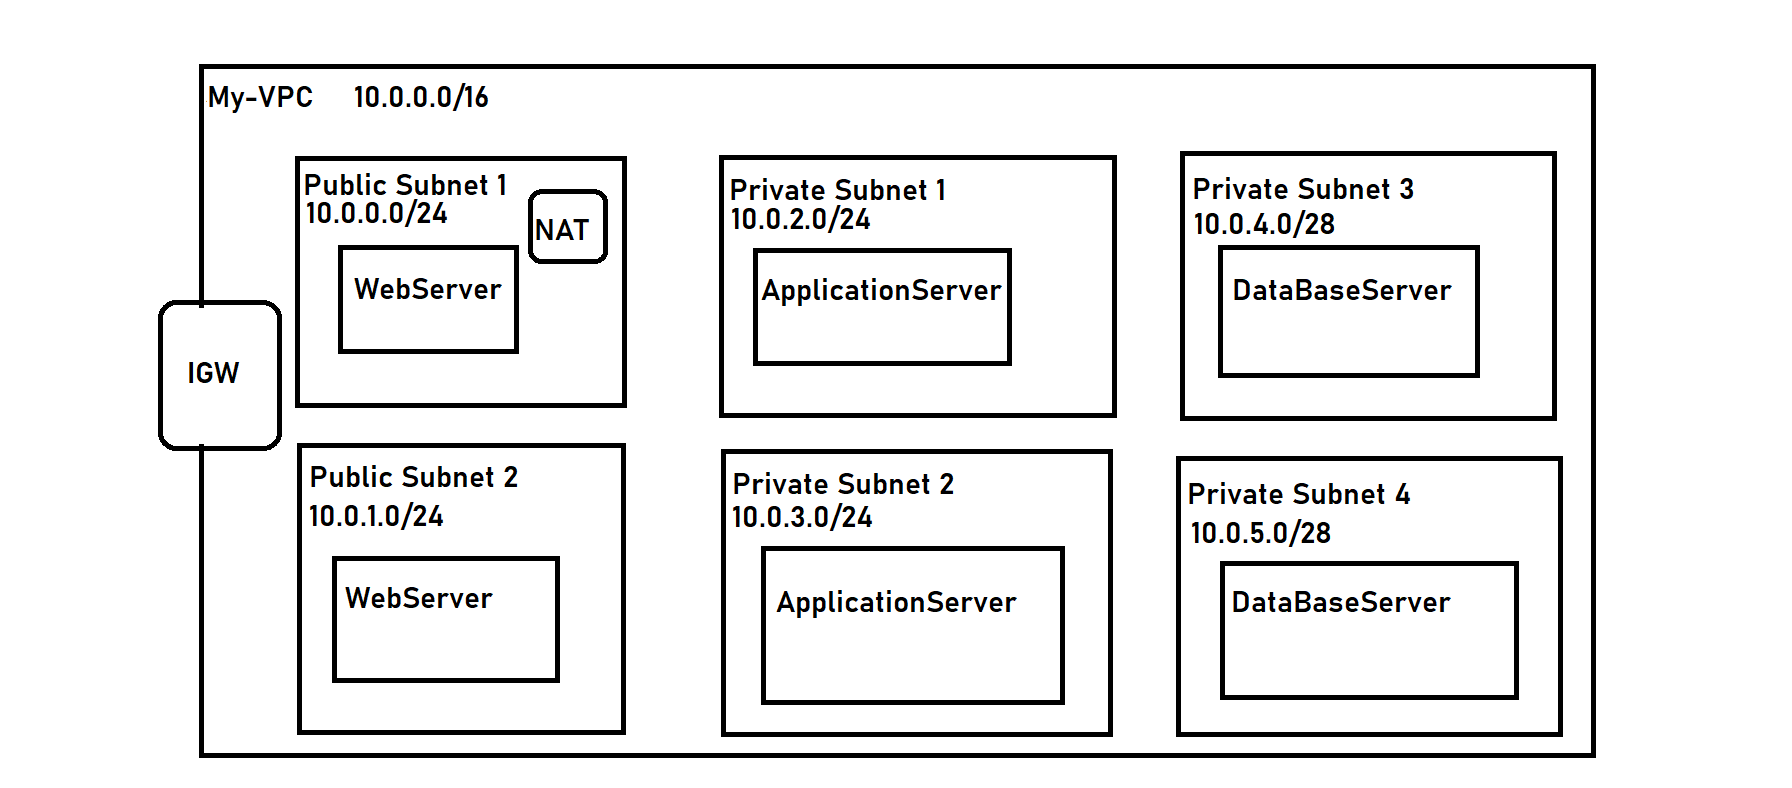 My-VPC 10.0.0.0/16
Public Subnet 1
10.0.0.0/24
NAT
WebServer
Private Subnet 1
10.0.2.0/24
ApplicationServer
Private Subnet 3
10.0.4.0/28
DataBaseServer
IGW
Public Subnet 2
10.0.1.0/24
WebServer
Private Subnet 2
10.0.3.0/24
ApplicationServer
Private Subnet 4
10.0.5.0/28
DataBaseServer